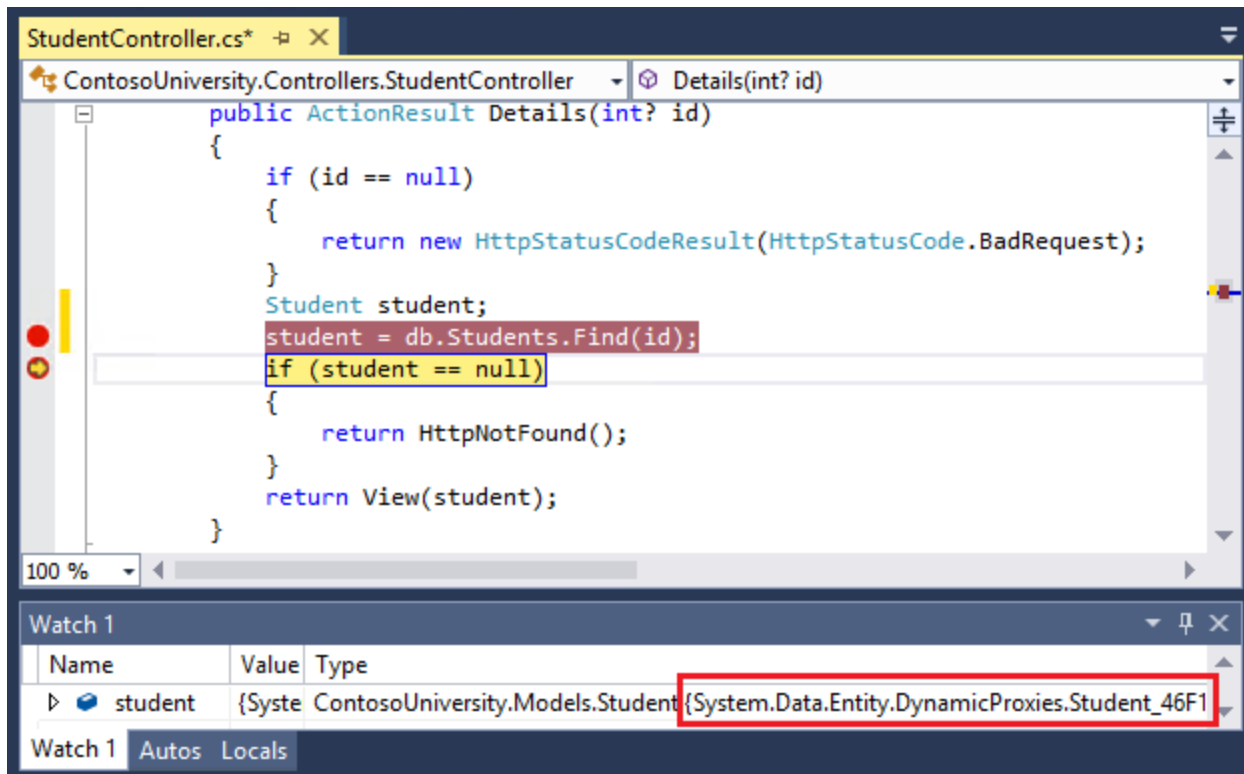 StudentController.cs*
ContosoUniversity.Controllers.StudentController Details(int? id)
public ActionResult Details(int? id)
{
if (id == null)
{
return new HttpStatusCodeResult(HttpStatusCode.BadRequest);
}
Student student;
student = db.Students.Find(id);
if (student == null)
{
return HttpNotFound();
}
return View(student);
}
100 %
Watch 1
Name Value Type
student {Syste ContosoUniversity.Models.Student {System.Data.Entity.DynamicProxies.Student_46F1
Watch 1 Autos Locals